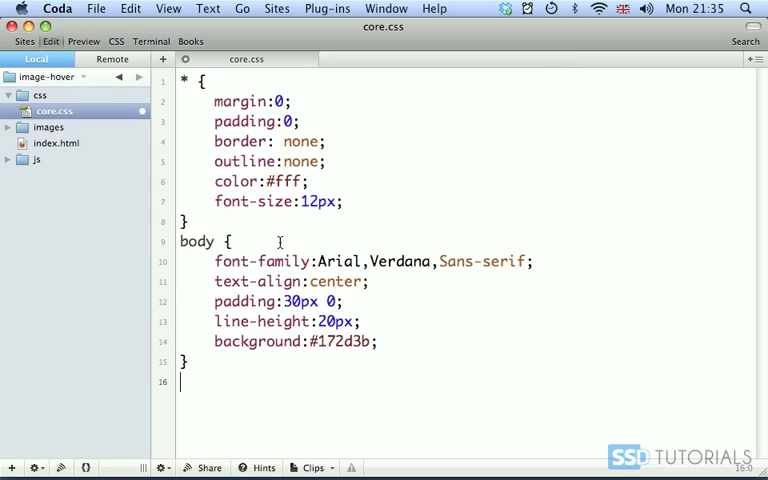 Coda File Edit View Text Go Sites Plug-ins Window Help Mon 21:35
core.css
Sites Edit Preview CSS Terminal Books Search
Local Remote + core.css
image-hover
css
core.css
images
index.html
js
1 * {
2 margin:0;
3 padding:0;
4 border: none;
5 outline:none;
6 color:#fff;
7 font-size:12px;
8 }
9 body {
10 font-family:Arial,Verdana,Sans-serif;
11 text-align:center;
12 padding:30px 0;
13 line-height:20px;
14 background:#172d3b;
15 }
16
SSDTUTORIALS
Share Hints Clips 16:0